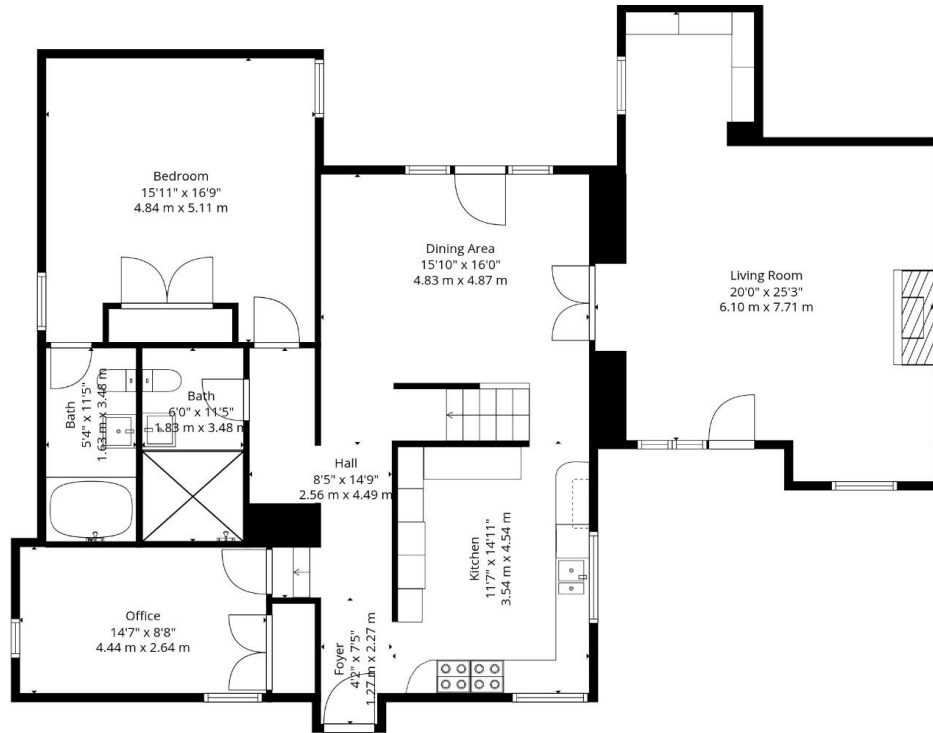 Bedroom
15'11" x 16'9"
4.84 m x 5.11 m
Dining Area
15'10" x 16'0"
4.83 m x 4.87 m
Living Room
20'0" x 25'3"
6.10 m x 7.71 m
Bath
5'4" x 11'5"
1.63 m x 3.48 m
Bath
6'0" x 11'5"
1.83 m x 3.48 m
Hall
8'5" x 14'9"
2.56 m x 4.49 m
Kitchen
11'7" x 14'11"
3.54 m x 4.54 m
Office
14'7" x 8'8"
4.44 m x 2.64 m
Foyer
4'2" x 7'5"
1.27 m x 2.27 m